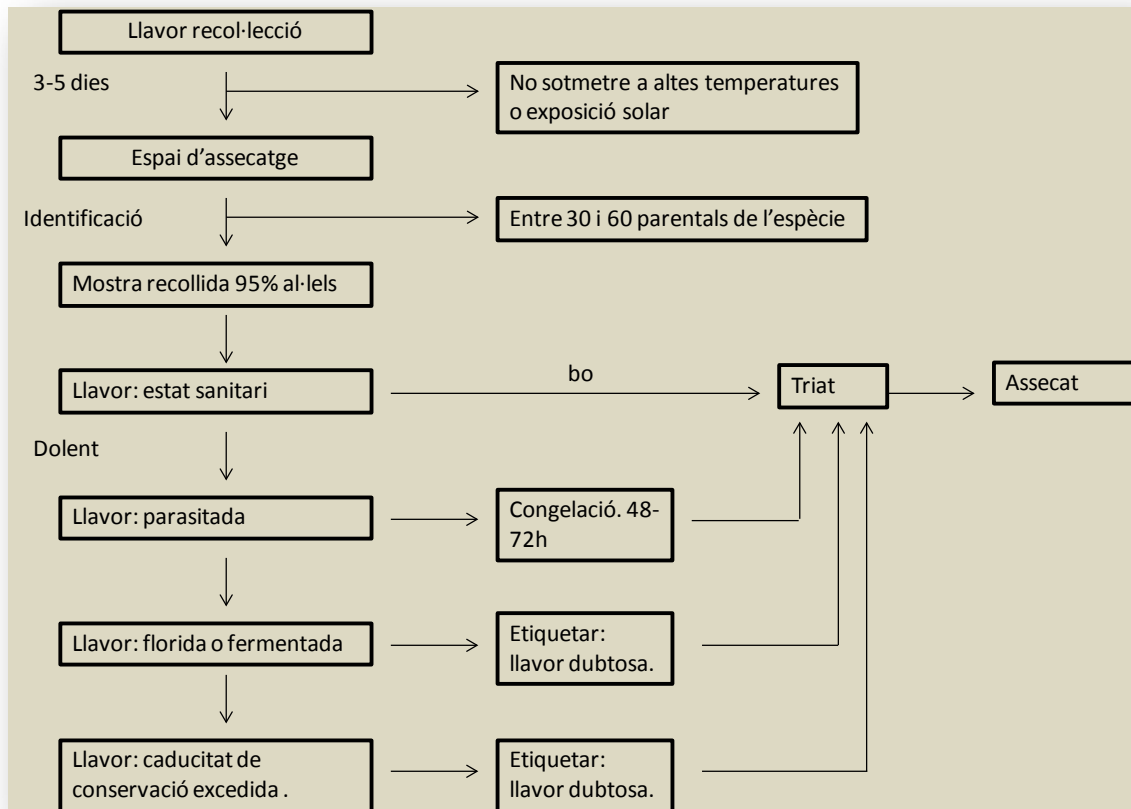 Llavor recol·lecció
3-5 dies
No sotmetre a altes temperatures
o exposició solar
Espai d'assecatge
Identificació
Entre 30 i 60 parentals de l'espècie
Mostra recollida 95% al·lels
Llavor: estat sanitari
bo
Triat
Assecat
Dolent
Llavor: parasitada
Congelació. 48-
72h
Llavor: florida o fermentada
Etiquetar:
llavor dubtosa.
Llavor: caducitat de
conservació excedida .
Etiquetar:
llavor dubtosa.